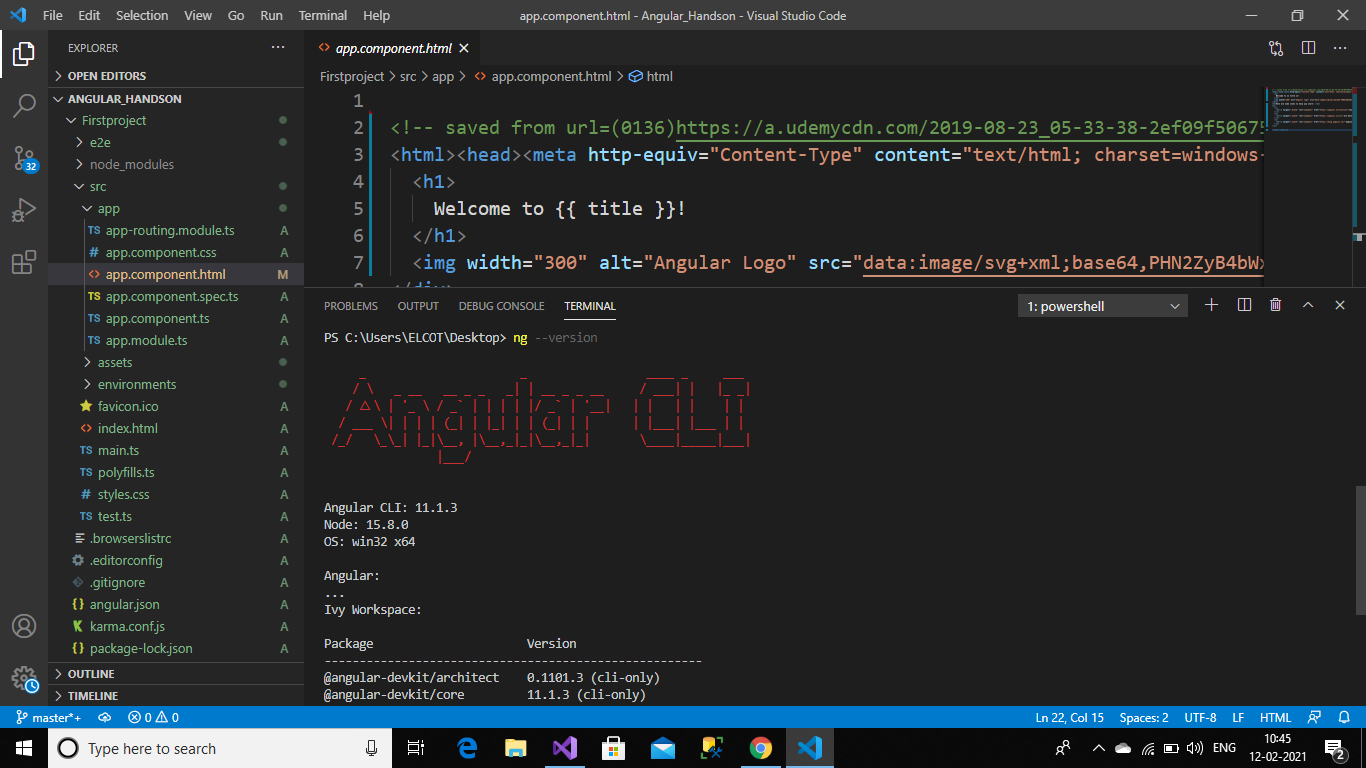 File Edit Selection View Go Run Terminal Help
app.component.html - Angular_Handson - Visual Studio Code
EXPLORER
OPEN EDITORS
ANGULAR_HANDSON
Firstproject
e2e
node_modules
src
app
app-routing.module.ts A
app.component.css A
app.component.html M
app.component.spec.ts A
app.component.ts A
app.module.ts A
assets
environments
favicon.ico A
index.html A
main.ts A
polyfills.ts A
styles.css A
test.ts A
.browserslistrc A
.editorconfig A
.gitignore A
angular.json A
karma.conf.js A
package-lock.json A
OUTLINE
TIMELINE
32
app.component.html
Firstproject > src > app > app.component.html > html
1
2 <!-- saved from url=(0136)https://a.udemycdn.com/2019-08-23_05-33-38-2ef09f50675
3 <html><head><meta http-equiv="Content-Type" content="text/html; charset=windows-
4 <h1>
5 Welcome to {{ title }}!
6 </h1>
7 <img width="300" alt="Angular Logo" src="data:image/svg+xml;base64,PHN2ZyB4bWx
8 </div>
PROBLEMS OUTPUT DEBUG CONSOLE TERMINAL
1: powershell
PS C:\Users\ELCOT\Desktop> ng --version
Angular CLI
Angular CLI: 11.1.3
Node: 15.8.0
OS: win32 x64
Angular:
...
Ivy Workspace:
Package Version
------------------------------------------------------
@angular-devkit/architect 0.1101.3 (cli-only)
@angular-devkit/core 11.1.3 (cli-only)
master*+ 0 0
Ln 22, Col 15 Spaces: 2 UTF-8 LF HTML
Type here to search
ENG
10:45
12-02-2021
2